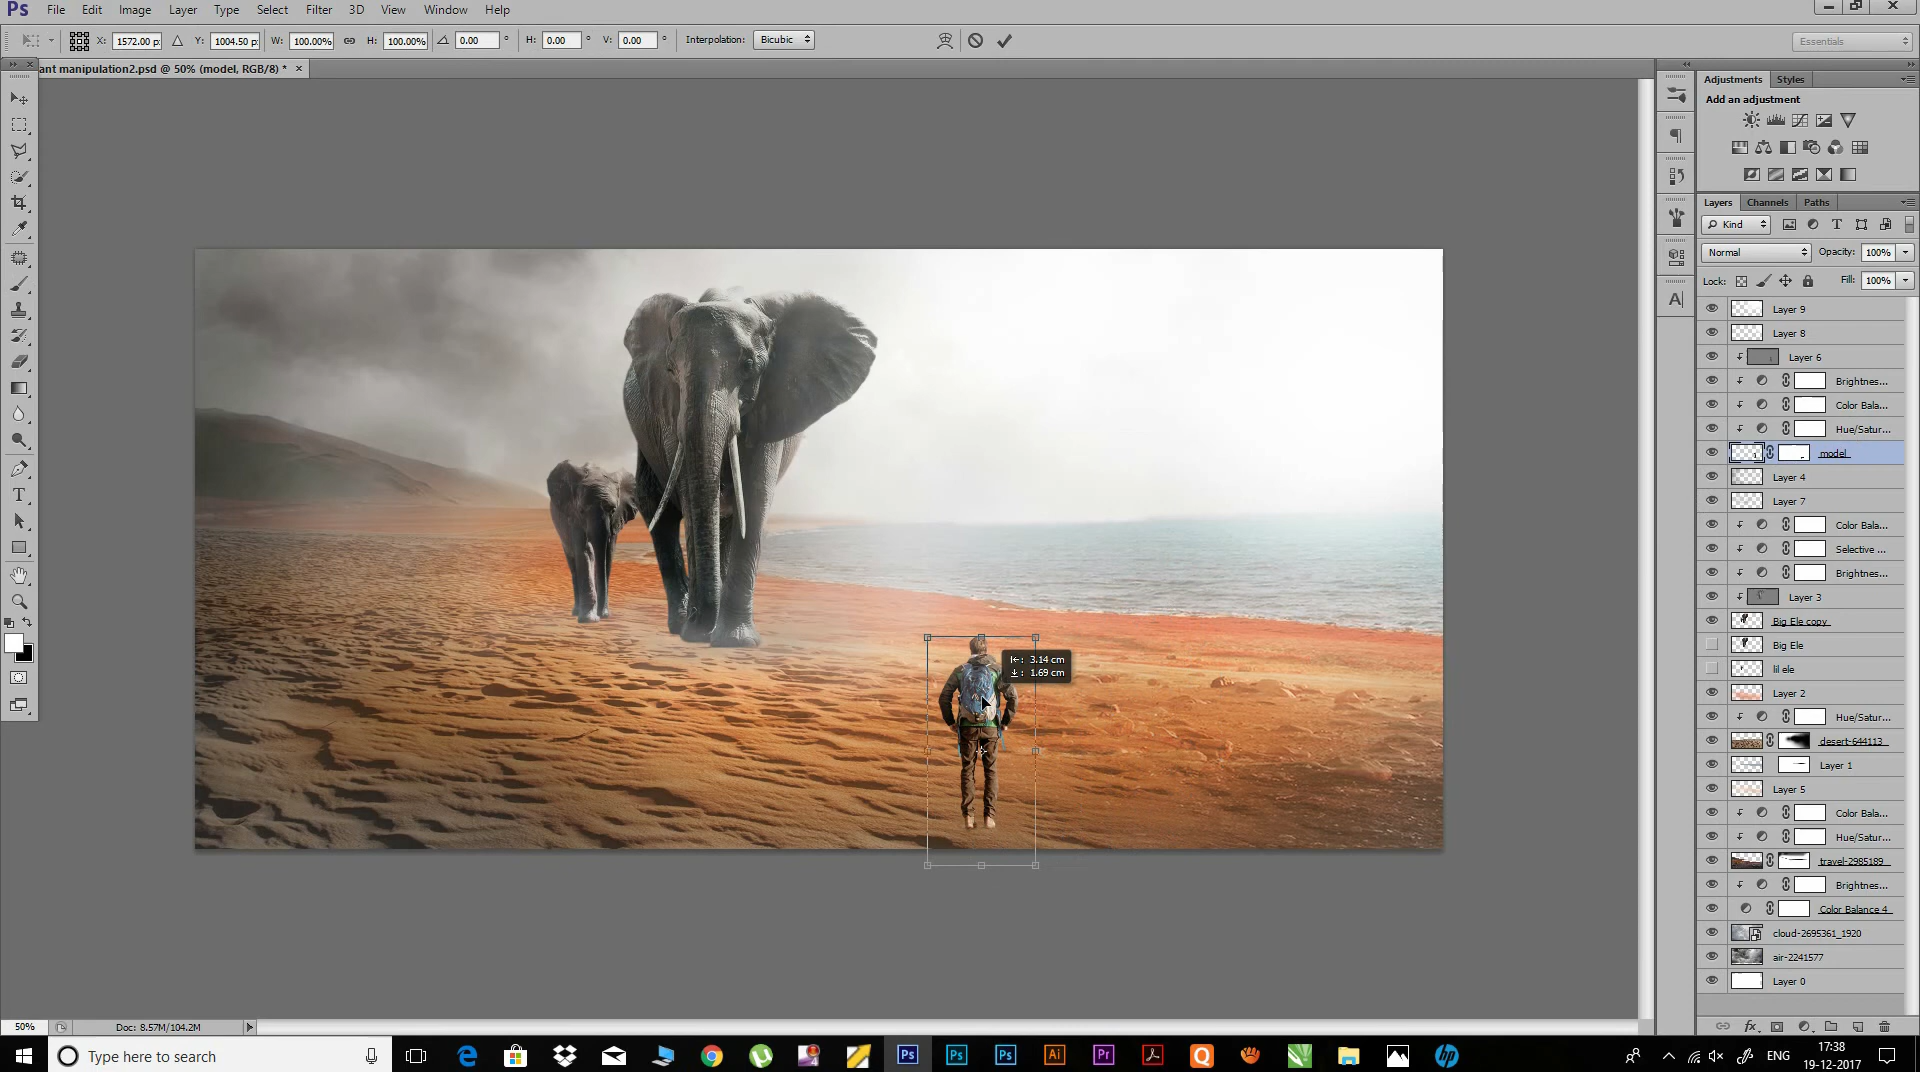 Ps File Edit Image Layer Type Select Filter 3D View Window Help
X: 1572.00 p: Y: 1004.50 p: W: 100.00% H: 100.00% 0.00 ° H: 0.00 ° V: 0.00 ° Interpolation: Bicubic Essentials
ant manipulation2.psd @ 50% (model, RGB/8) * ×
Adjustments Styles
Add an adjustment
Layers Channels Paths
Kind
Normal Opacity: 100%
Lock: Fill: 100%
Layer 9
Layer 8
Layer 6
Brightnes...
Color Bala...
Hue/Satur...
model
Layer 4
Layer 7
Color Bala...
Selective ...
Brightnes...
Layer 3
Big Ele copy
Big Ele
lil ele
Layer 2
Hue/Satur...
desert-644113
Layer 1
Layer 5
Color Bala...
Hue/Satur...
travel-2985189
Brightnes...
Color Balance 4
cloud-2695361_1920
air-2241577
Layer 0
3.14 cm
1.69 cm
50% Doc: 8.57M/104.2M
Type here to search
Ps Ps Ps Ai Pr Q hp
ENG
17:38
19-12-2017